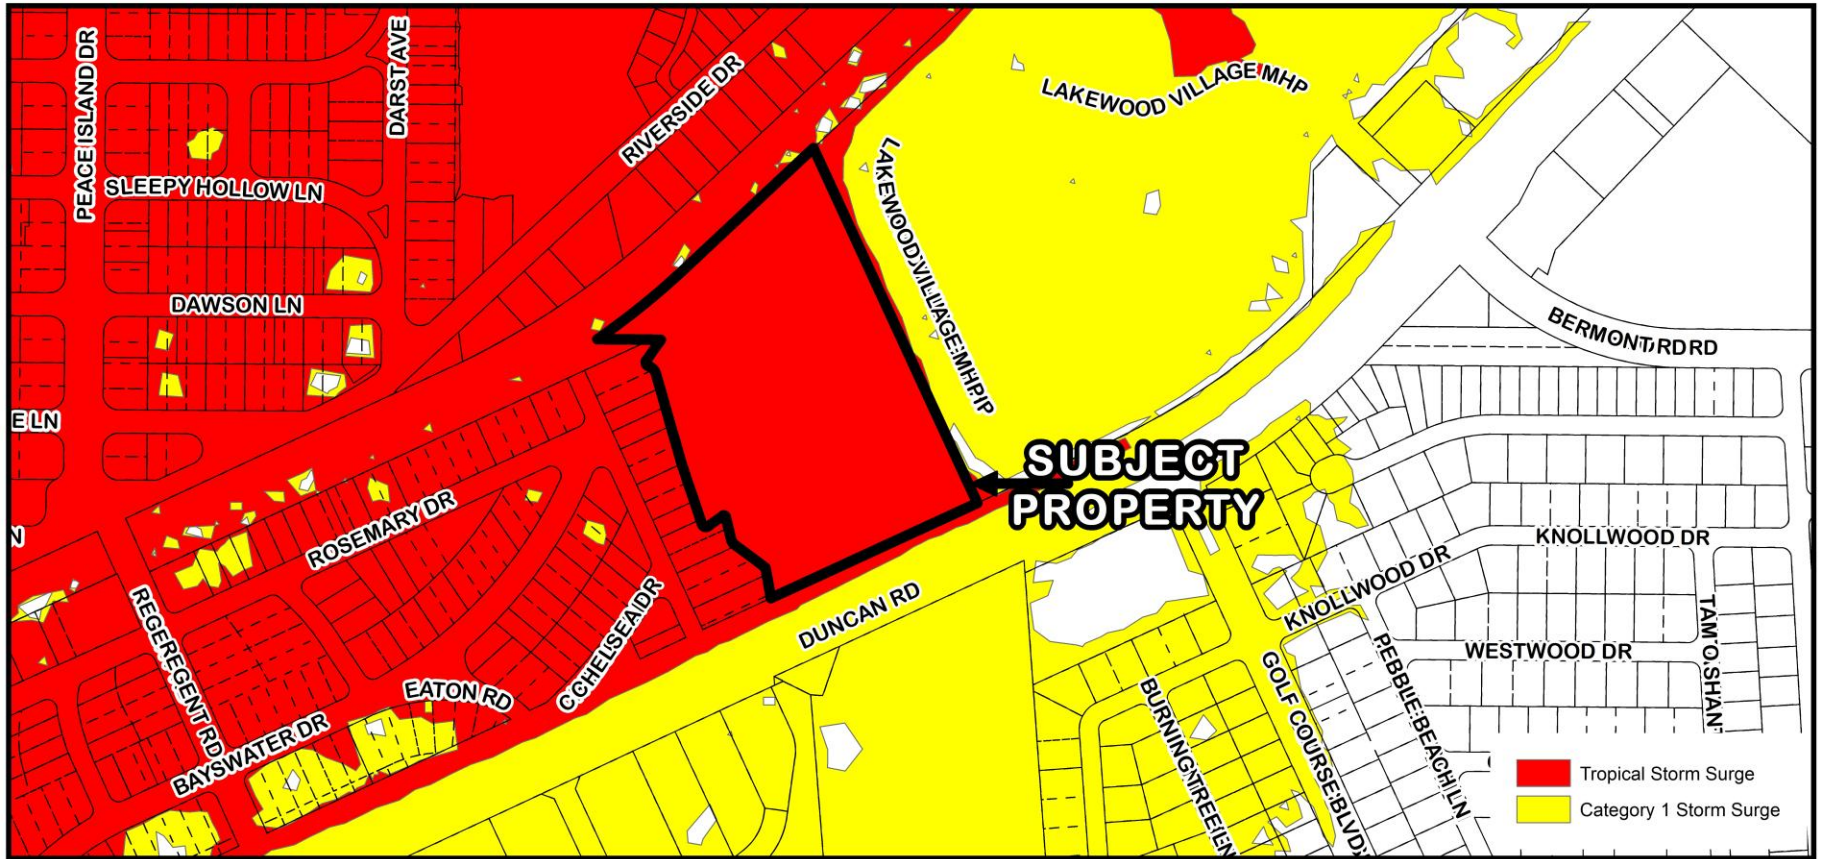 PEACE ISLAND DR
DARST AVE
RIVERSIDE DR
LAKEWOOD VILLAGE MHP
SLEEPY HOLLOW LN
LAKEWOOD VILLAGE MHP
DAWSON LN
BERMONT RD RD
E LN
SUBJECT
PROPERTY
ROSEMARY DR
N
KNOLLWOOD DR
KNOLLWOOD DR
DUNCAN RD
REGEREGENT RD
C CHELSEA DR
EATON RD
WESTWOOD DR
TAM O SHAN
PEBBLE BEACH LN
GOLF COURSE BLVD
BURNING TREE LN
BAYSWATER DR
Tropical Storm Surge
Category 1 Storm Surge